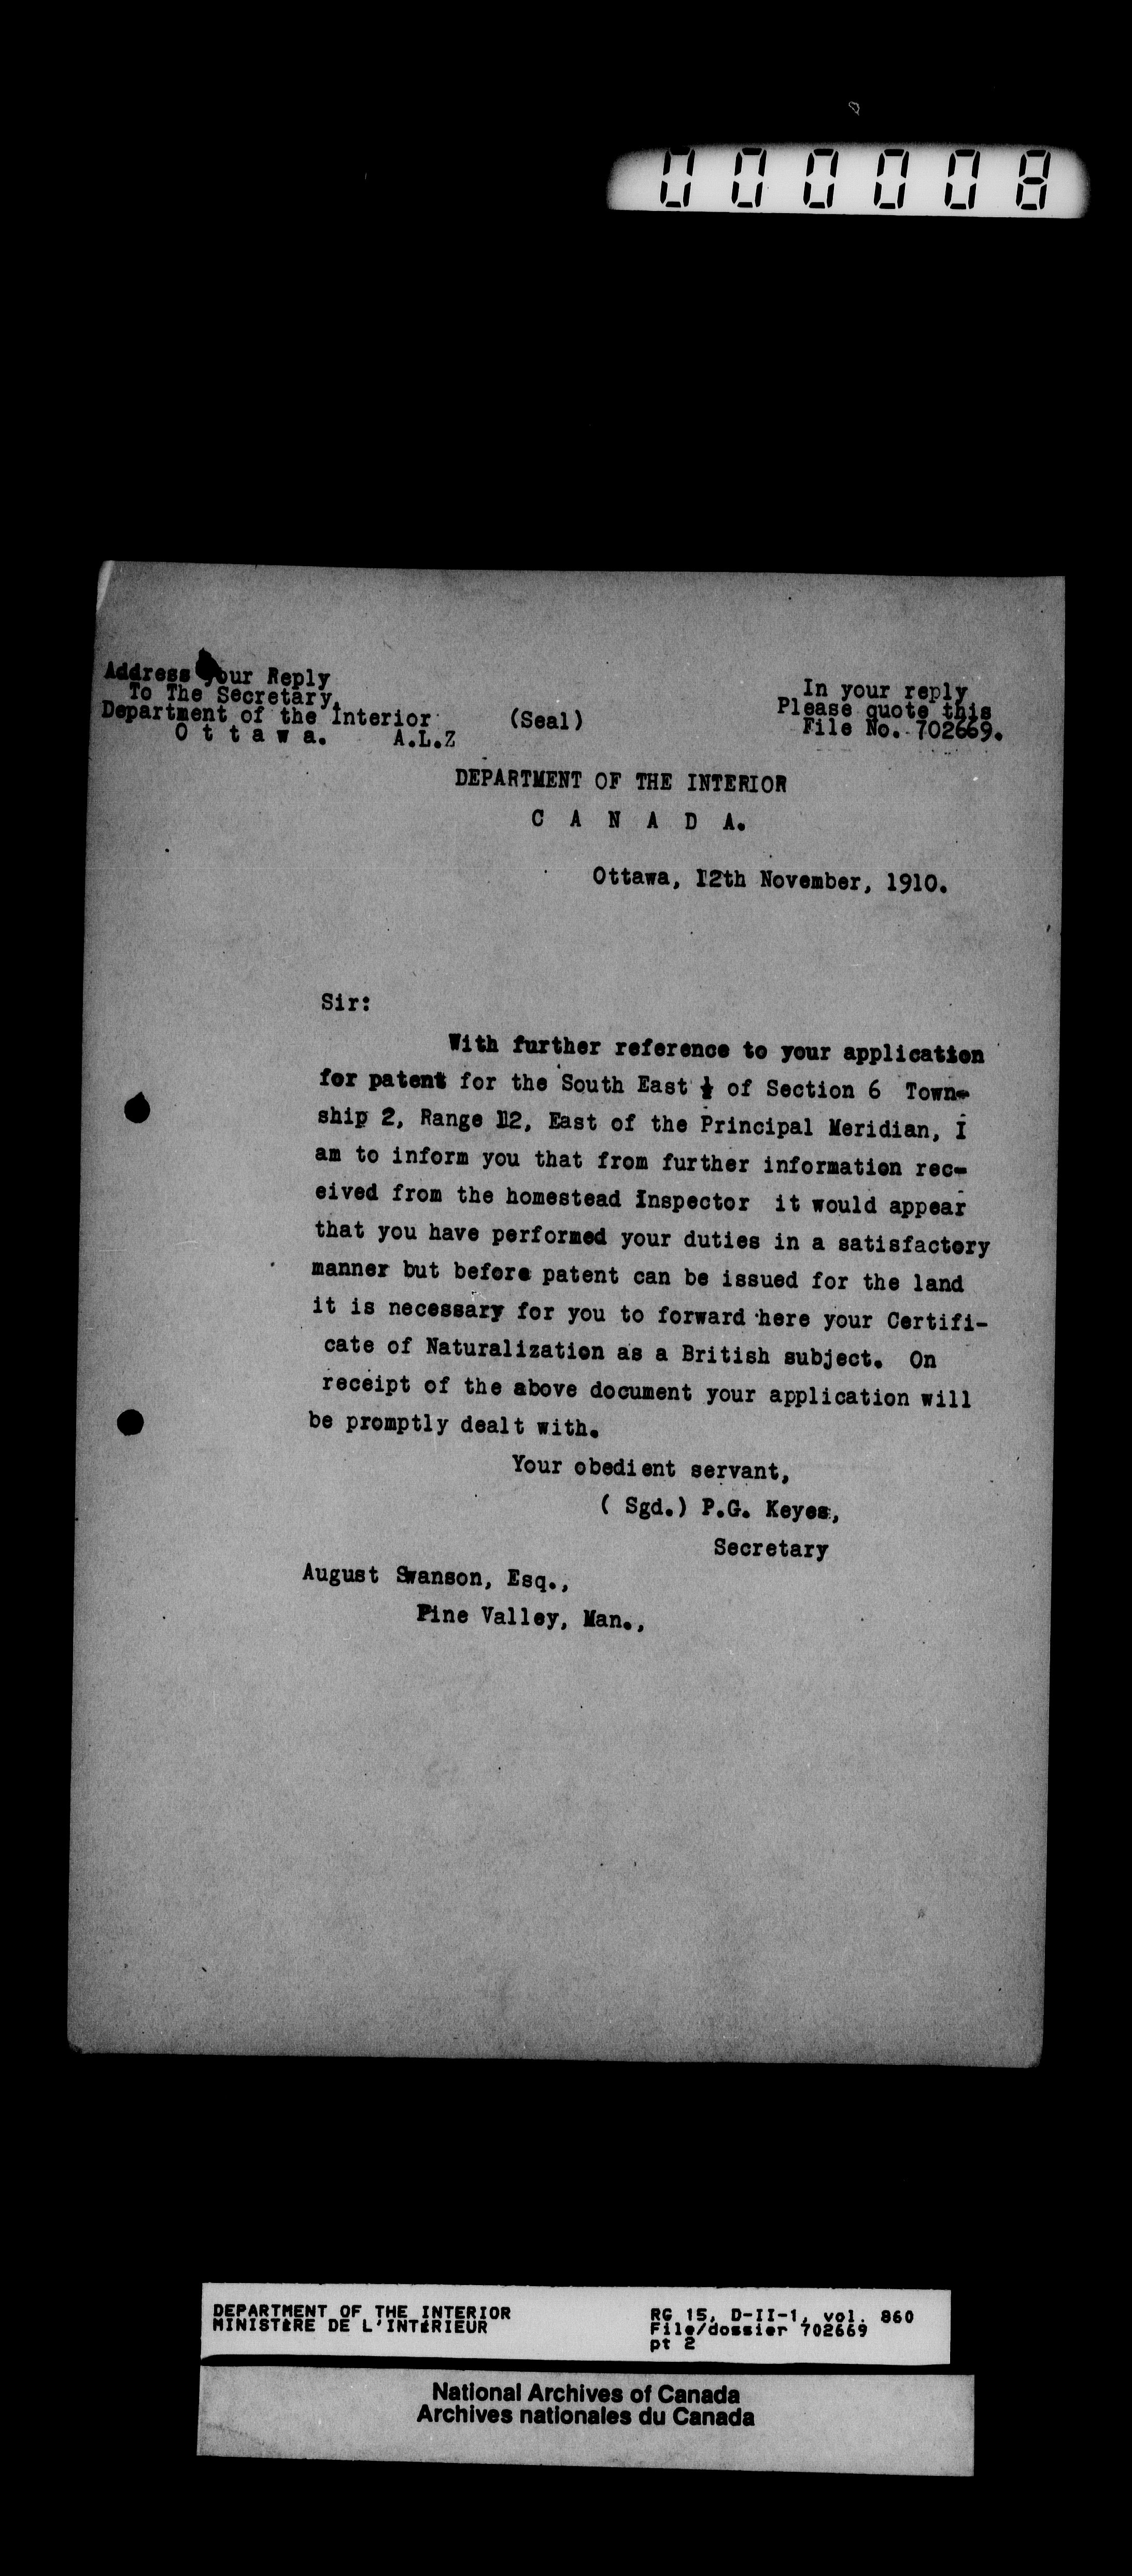 000008
Address your Reply
To The Secretary,
Department of the Interior
O t t a w a. A.L.Z
(Seal)
In your reply
Please quote this
File No. 702669.
DEPARTMENT OF THE INTERIOR
C A N A D A.
Ottawa, 12th November, 1910.
Sir:
With further reference to your application
for patent for the South East ¼ of Section 6 Town-
ship 2, Range 12, East of the Principal Meridian, I
am to inform you that from further information rec-
eived from the homestead Inspector it would appear
that you have performed your duties in a satisfactory
manner but before patent can be issued for the land
it is necessary for you to forward here your Certifi-
cate of Naturalization as a British subject. On
receipt of the above document your application will
be promptly dealt with.
Your obedient servant,
( Sgd.) P.G. Keyes,
Secretary
August Swanson, Esq.,
Pine Valley, Man.,
DEPARTMENT OF THE INTERIOR
MINISTÈRE DE L'INTÉRIEUR
RG 15, D-II-1, vol. 860
File/dossier 702669
pt 2
National Archives of Canada
Archives nationales du Canada